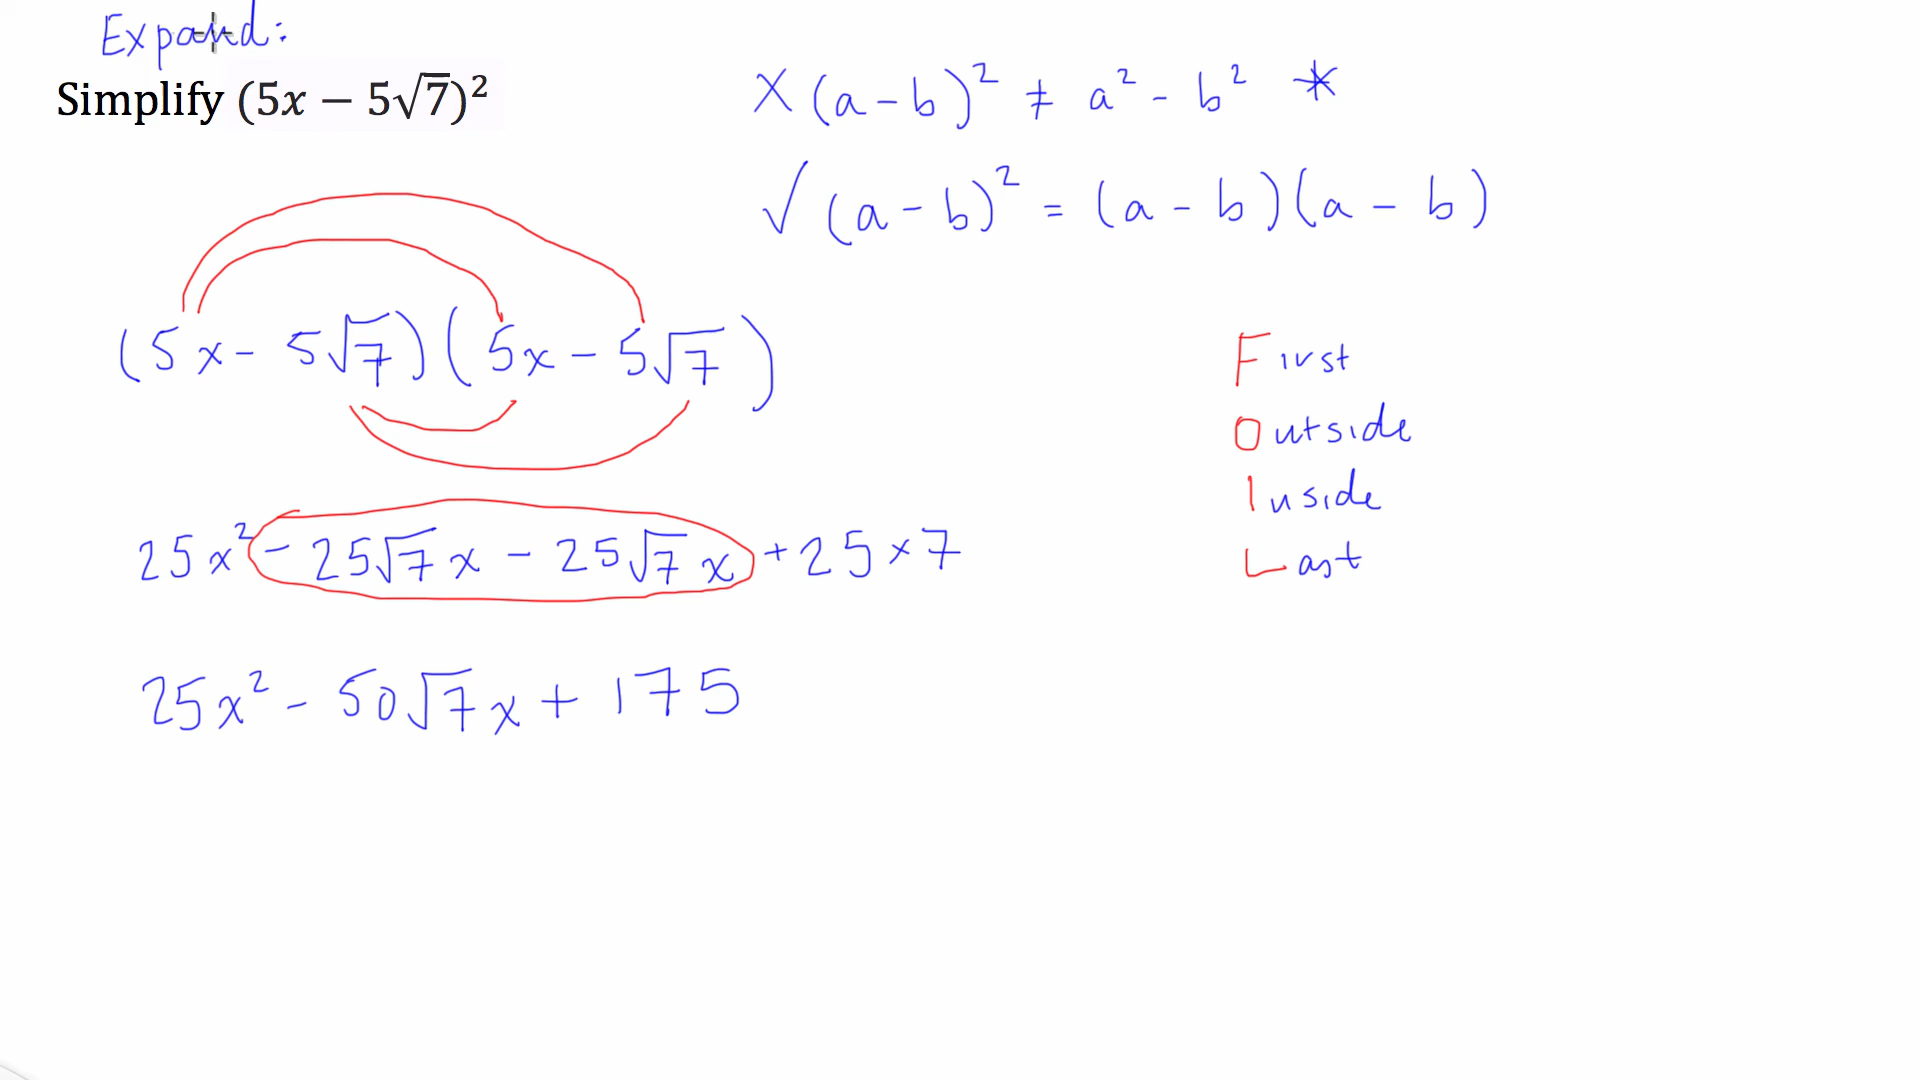 Expand:
Simplify (5x − 5√7)²
X (a - b)² ≠ a² - b² *
√ (a - b)² = (a - b)(a - b)
(5x - 5√7)(5x - 5√7)
First
Outside
Inside
Last
25x² - 25√7x - 25√7x + 25×7
25x² - 50√7x + 175